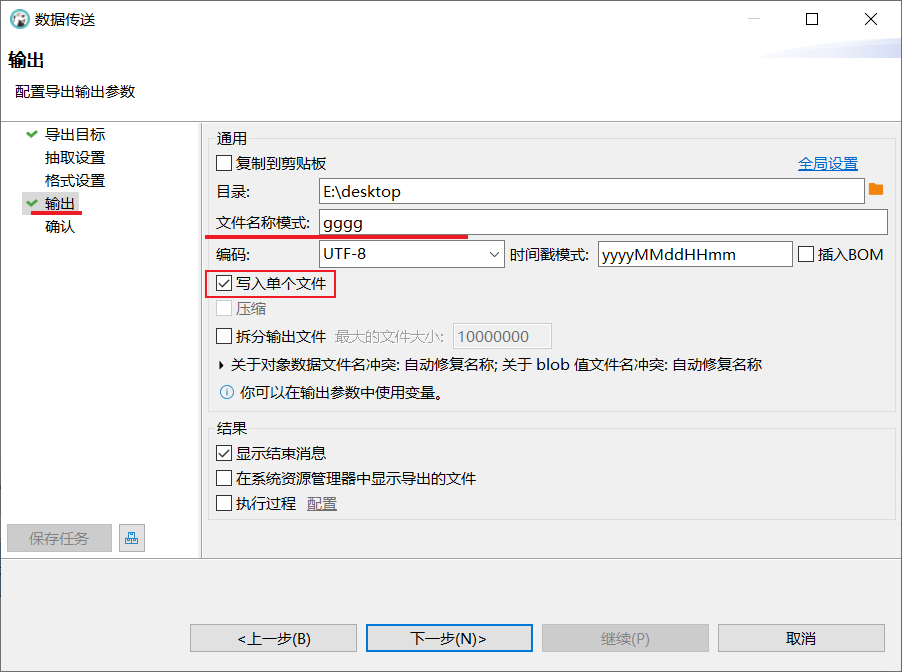 数据传送
输出
配置导出输出参数
导出目标
抽取设置
格式设置
输出
确认
保存任务
通用
复制到剪贴板 全局设置
目录: E:\desktop
文件名称模式: gggg
编码: UTF-8 时间戳模式: yyyyMMddHHmm 插入BOM
写入单个文件
压缩
拆分输出文件 最大的文件大小: 10000000
关于对象数据文件名冲突: 自动修复名称; 关于 blob 值文件名冲突: 自动修复名称
你可以在输出参数中使用变量。
结果
显示结束消息
在系统资源管理器中显示导出的文件
执行过程 配置
<上一步(B) 下一步(N)> 继续(P) 取消